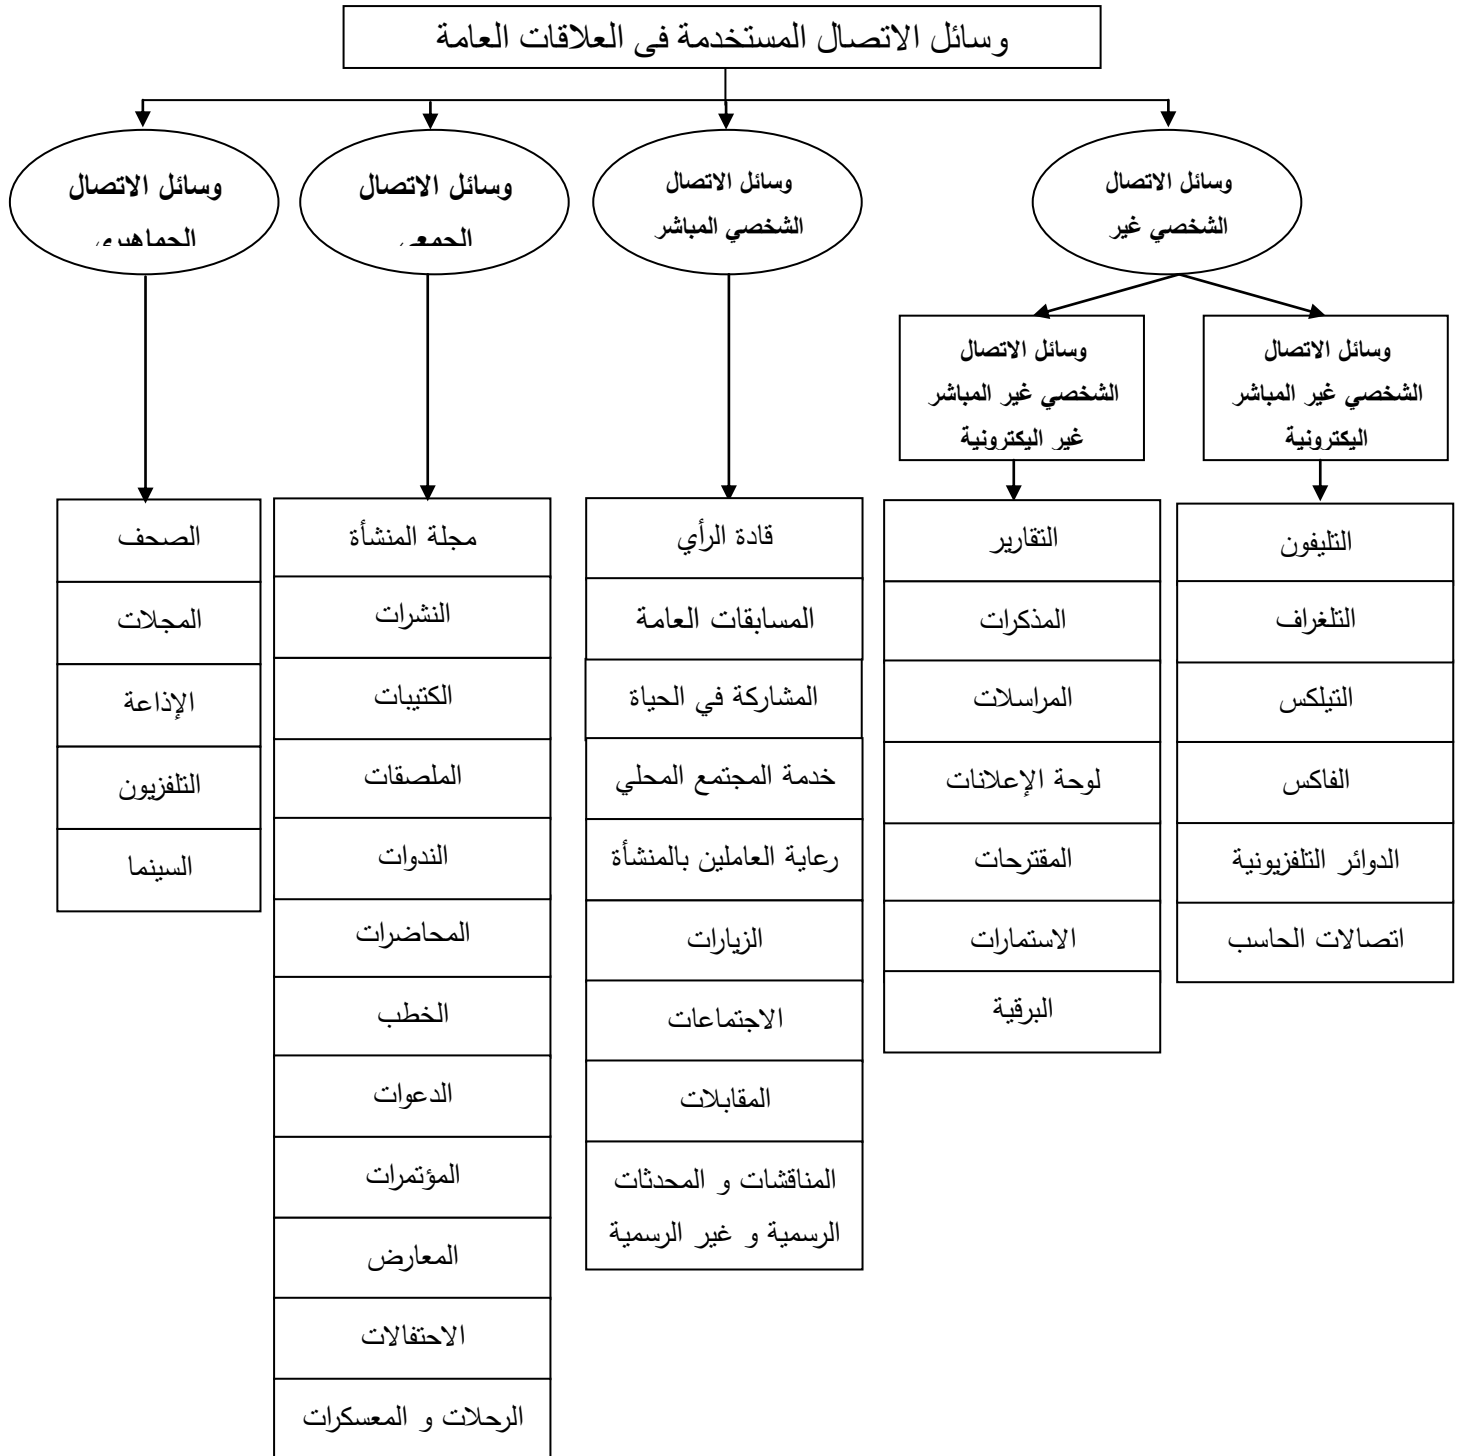 وسائل الاتصال المستخدمة فى العلاقات العامة
وسائل الاتصال
الشخصي غير
وسائل الاتصال
الشخصي المباشر
وسائل الاتصال
الجمعي
وسائل الاتصال
الجماهيري
وسائل الاتصال
الشخصي غير المباشر
اليكترونية
وسائل الاتصال
الشخصي غير المباشر
غير اليكترونية
التليفون
التلغراف
التيلكس
الفاكس
الدوائر التلفزيونية
اتصالات الحاسب
التقارير
المذكرات
المراسلات
لوحة الإعلانات
المقترحات
الاستمارات
البرقية
قادة الرأي
المسابقات العامة
المشاركة في الحياة
خدمة المجتمع المحلي
رعاية العاملين بالمنشأة
الزيارات
الاجتماعات
المقابلات
المناقشات و المحدثات
الرسمية و غير الرسمية
مجلة المنشأة
النشرات
الكتيبات
الملصقات
الندوات
المحاضرات
الخطب
الدعوات
المؤتمرات
المعارض
الاحتفالات
الرحلات و المعسكرات
الصحف
المجلات
الإذاعة
التلفزيون
السينما